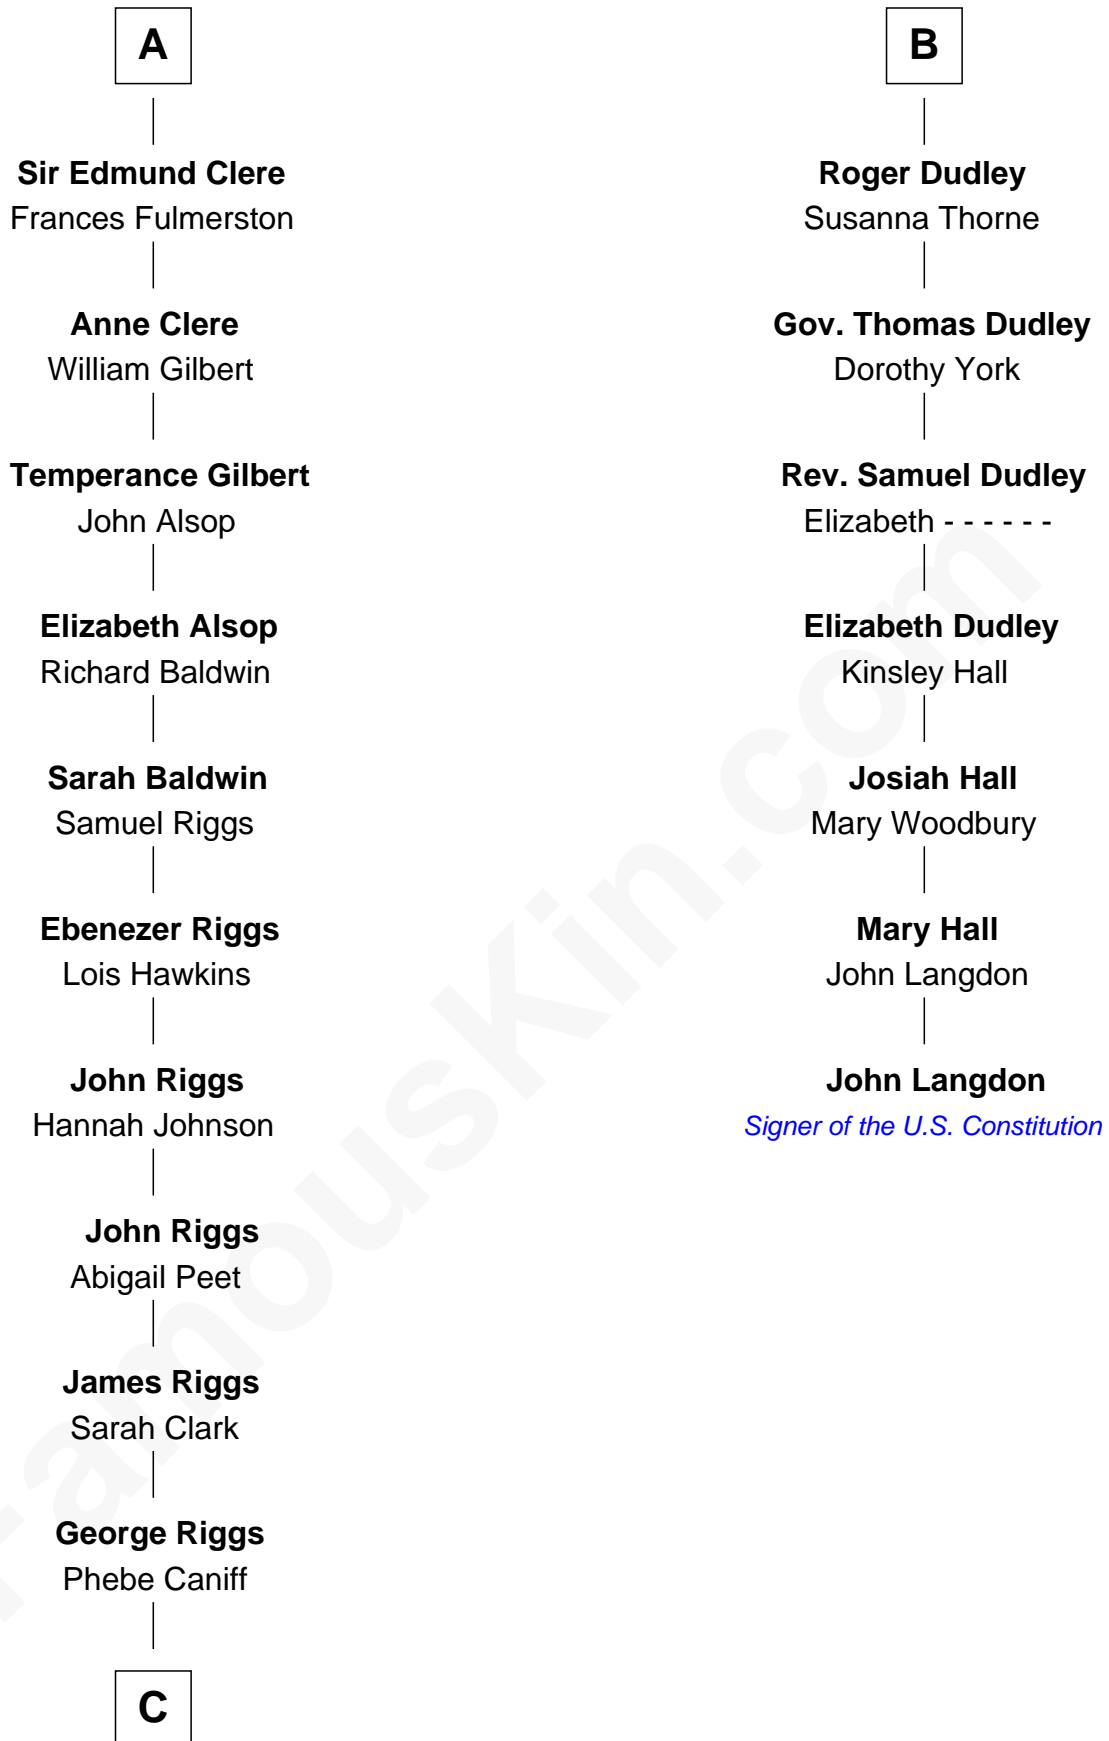 A
Sir Edmund Clere
Frances Fulmerston
Anne Clere
William Gilbert
Temperance Gilbert
John Alsop
Elizabeth Alsop
Richard Baldwin
Sarah Baldwin
Samuel Riggs
Ebenezer Riggs
Lois Hawkins
John Riggs
Hannah Johnson
John Riggs
Abigail Peet
James Riggs
Sarah Clark
George Riggs
Phebe Caniff
C
B
Roger Dudley
Susanna Thorne
Gov. Thomas Dudley
Dorothy York
Rev. Samuel Dudley
Elizabeth - - - - - -
Elizabeth Dudley
Kinsley Hall
Josiah Hall
Mary Woodbury
Mary Hall
John Langdon
John Langdon
Signer of the U.S. Constitution
FamousKin.com